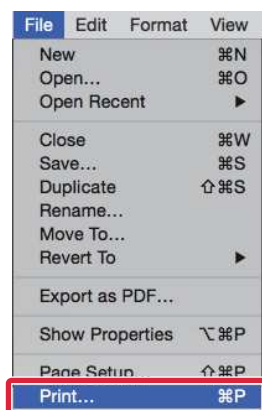 File Edit Format View
New ⌘N
Open... ⌘O
Open Recent ▶
Close ⌘W
Save... ⌘S
Duplicate ⇧⌘S
Rename...
Move To...
Revert To ▶
Export as PDF...
Show Properties ⌥⌘P
Page Setup... ⇧⌘P
Print... ⌘P